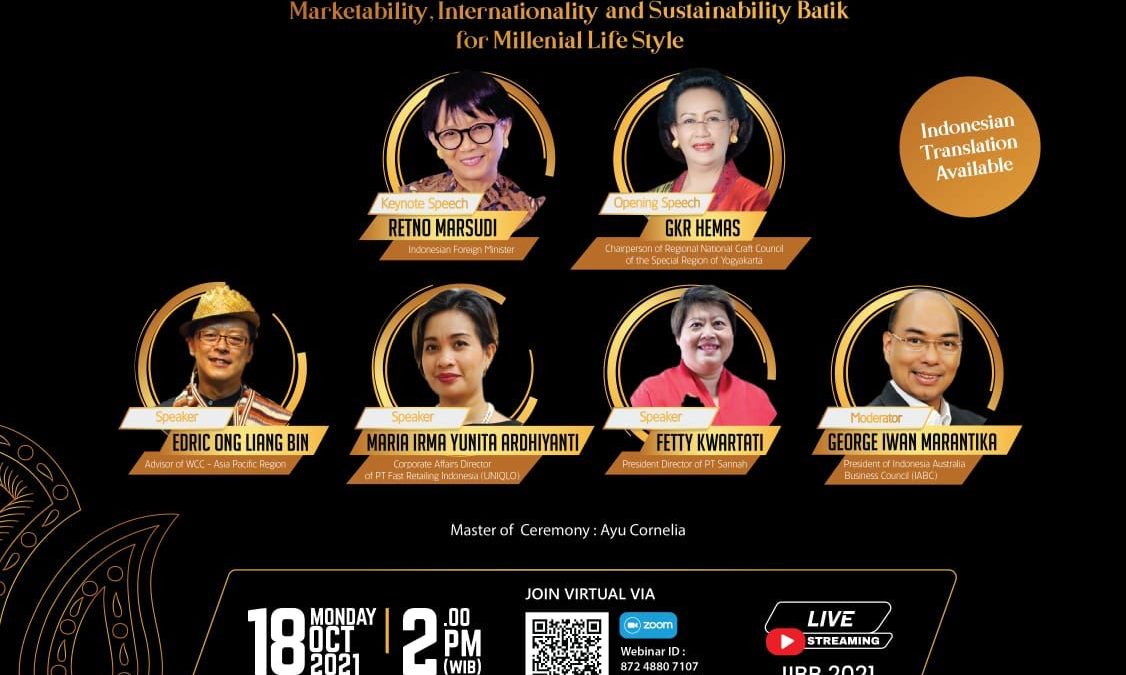 Marketability, Internationality and Sustainability Batik
for Millenial Life Style
Indonesian
Translation
Available
Keynote Speech
RETNO MARSUDI
Indonesian Foreign Minister
Opening Speech
GKR HEMAS
Chairperson of Regional National Craft Council
of the Special Region of Yogyakarta
Speaker
EDRIC ONG LIANG BIN
Advisor of WCC - Asia Pacific Region
Speaker
MARIA IRMA YUNITA ARDHIYANTI
Corporate Affairs Director
of PT Fast Retailing Indonesia (UNIQLO)
Speaker
FETTY KWARTATI
President Director of PT Sannah
Moderator
GEORGE IWAN MARANTIKA
President of Indonesia Australia
Business Council (IABC)
Master of Ceremony : Ayu Cornelia
18 MONDAY
OCT
2021
2 .00
PM
(WIB)
JOIN VIRTUAL VIA
zoom
Webinar ID :
872 4880 7107
LIVE
STREAMING
2021